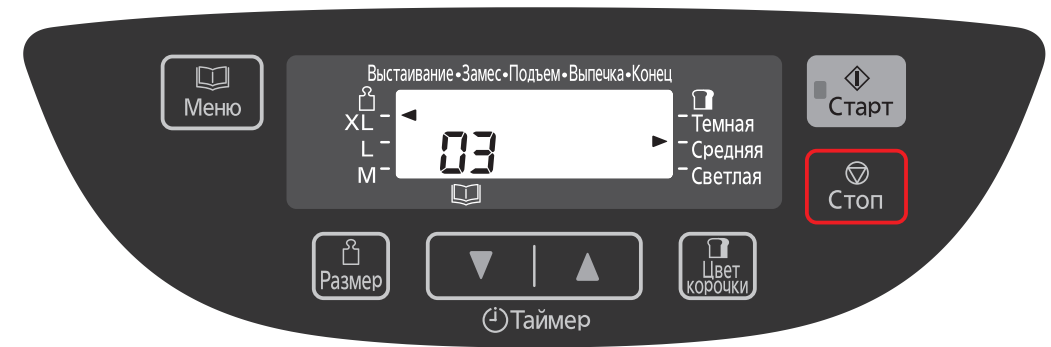 Выстаивание•Замес•Подъем•Выпечка•Конец
Меню
XL
L
M
03
Темная
Средняя
Светлая
Старт
Стоп
Размер
Цвет
корочки
Таймер